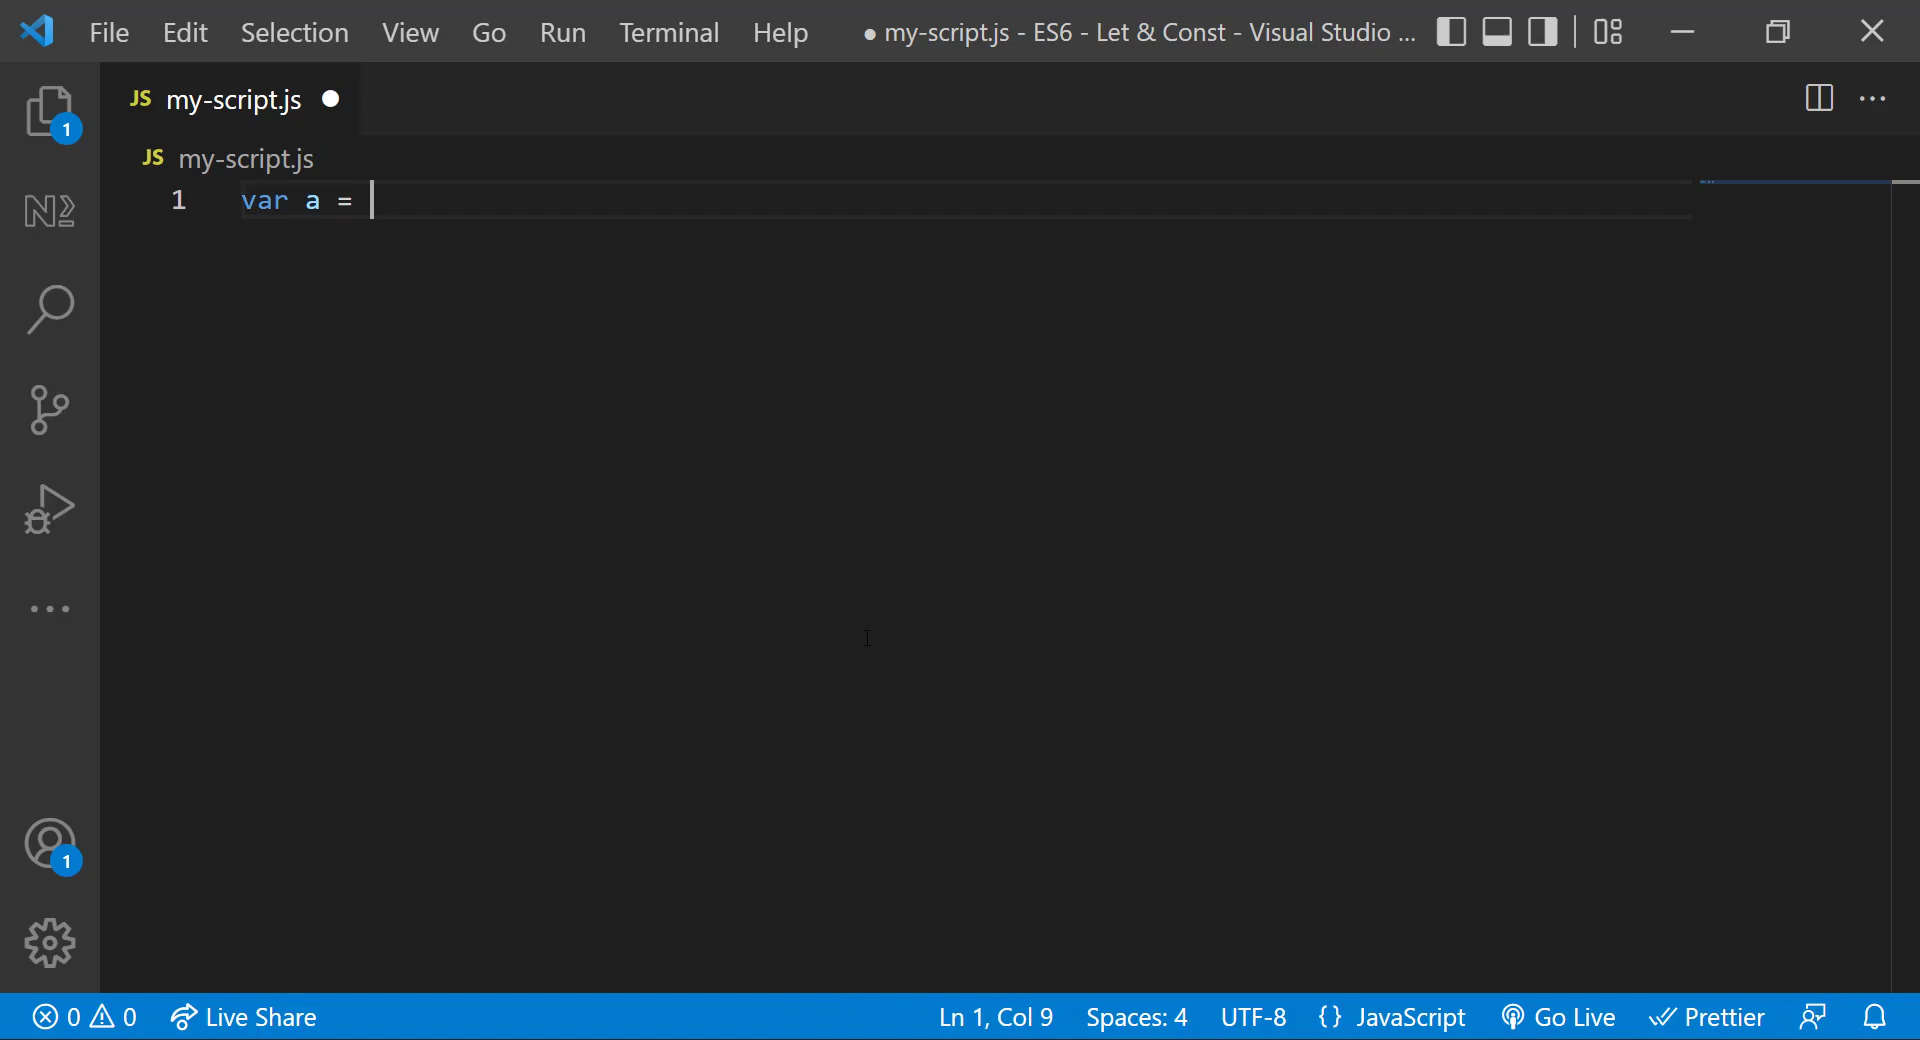 File Edit Selection View Go Run Terminal Help ● my-script.js - ES6 - Let & Const - Visual Studio ...
JS my-script.js
JS my-script.js
1 var a =
1
1
0 0 Live Share Ln 1, Col 9 Spaces: 4 UTF-8 {} JavaScript Go Live Prettier